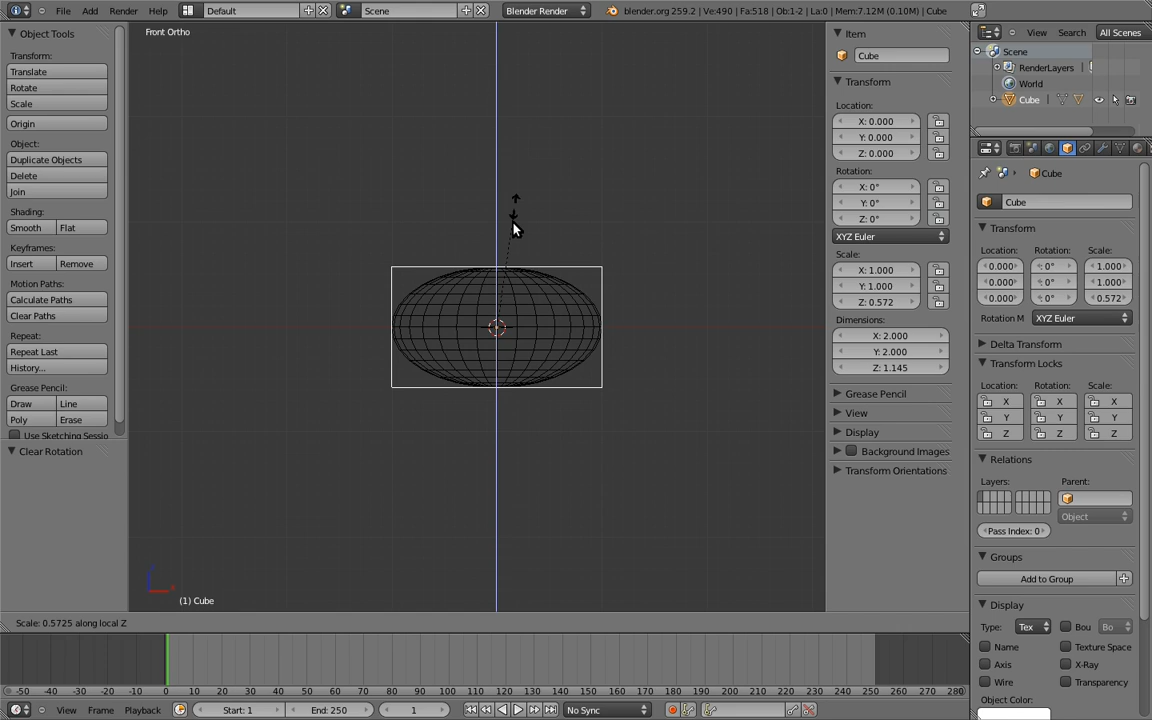 File Add Render Help Default Scene Blender Render blender.org 259.2 | Ve:490 | Fa:518 | Ob:1-2 | La:0 | Mem:7.12M (0.10M) | Cube
Object Tools
Transform:
Translate
Rotate
Scale
Origin
Object:
Duplicate Objects
Delete
Join
Shading:
Smooth Flat
Keyframes:
Insert Remove
Motion Paths:
Calculate Paths
Clear Paths
Repeat:
Repeat Last
History...
Grease Pencil:
Draw Line
Poly Erase
Use Sketching Sessio
Clear Rotation
Front Ortho
(1) Cube
Scale: 0.5725 along local Z
Item
Cube
Transform
Location:
X: 0.000
Y: 0.000
Z: 0.000
Rotation:
X: 0°
Y: 0°
Z: 0°
XYZ Euler
Scale:
X: 1.000
Y: 1.000
Z: 0.572
Dimensions:
X: 2.000
Y: 2.000
Z: 1.145
Grease Pencil
View
Display
Background Images
Transform Orientations
View Search All Scenes
Scene
RenderLayers |
World
Cube |
Cube
Cube
Transform
Location: Rotation: Scale:
0.000 : 0° 1.000
0.000 : 0° 1.000
0.000 : 0° 0.572
Rotation M XYZ Euler
Delta Transform
Transform Locks
Location: Rotation: Scale:
X X X
Y Y Y
Z Z Z
Relations
Layers: Parent:
Object
Pass Index: 0
Groups
Add to Group
Display
Type: Tex Bou Bo
Name Texture Space
Axis X-Ray
Wire Transparency
Object Color:
-50 -40 -30 -20 -10 0 10 20 30 40 50 60 70 80 90 100 110 120 130 140 150 160 170 180 190 200 210 220 230 240 250 260 270 280
View Frame Playback Start: 1 End: 250 1 No Sync